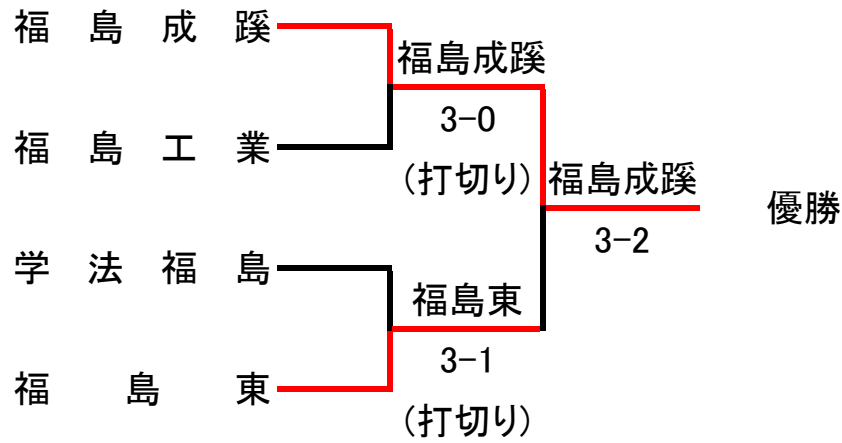 福島成蹊
福島成蹊
3-0
福島工業
(打切り)
福島成蹊
優勝
3-2
学法福島
福島東
3-1
福島東
(打切り)